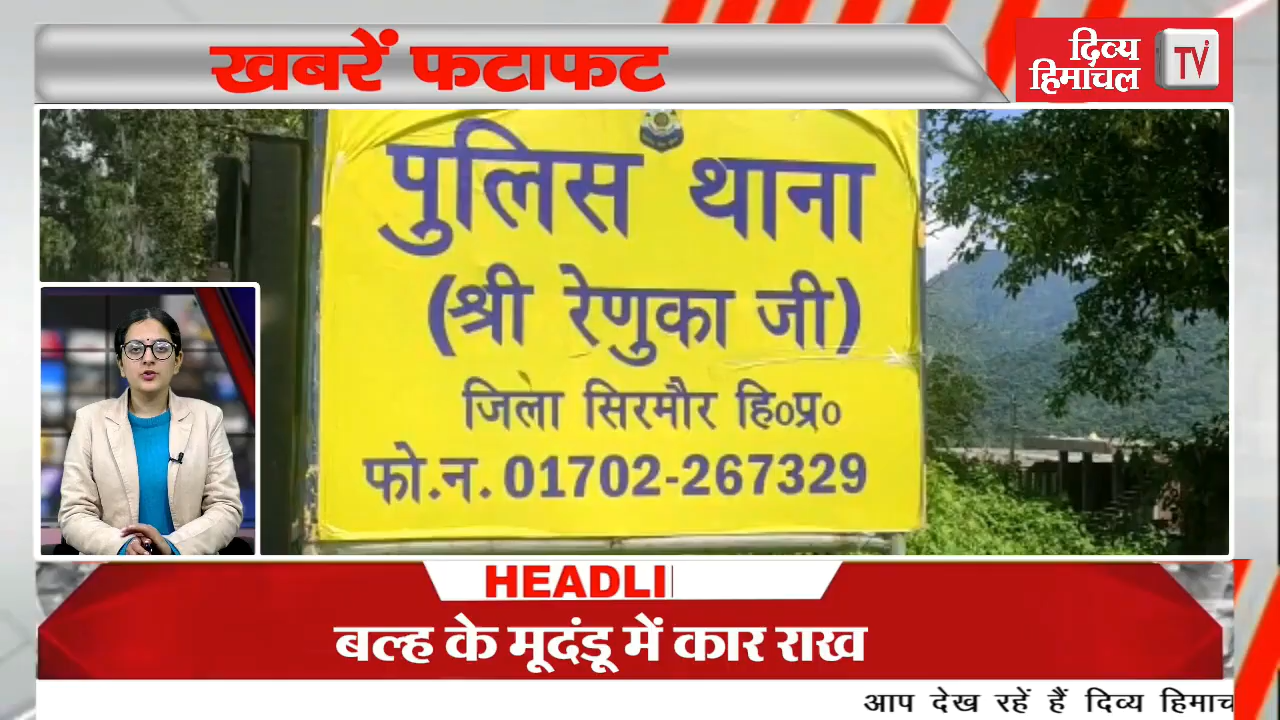 खबरें फटाफट
दिव्य
हिमाचल
TV
पुलिस थाना
(श्री रेणुका जी)
जिला सिरमौर हि०प्र०
फो.न. 01702-267329
HEADLI
बल्ह के मूदंडू में कार राख
आप देख रहें हैं दिव्य हिमाच